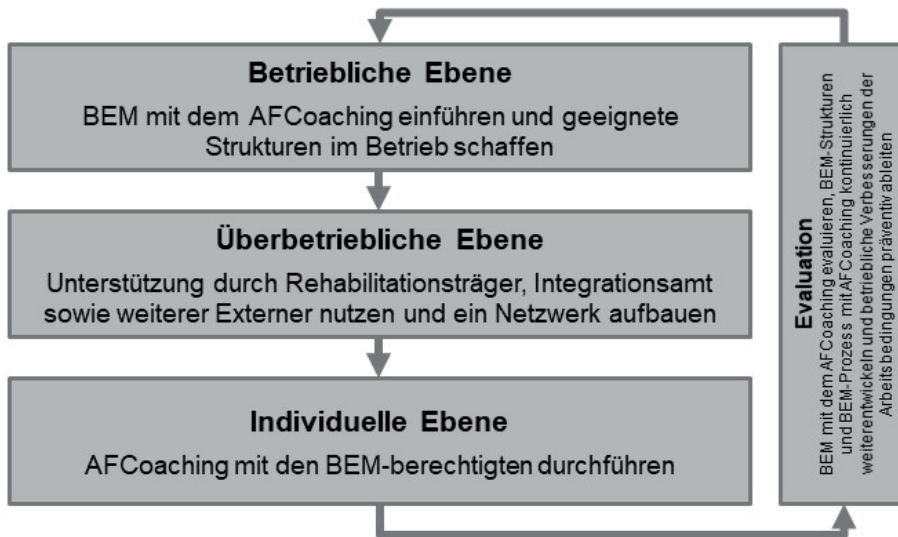 Betriebliche Ebene
BEM mit dem AFCoaching einführen und geeignete
Strukturen im Betrieb schaffen
Überbetriebliche Ebene
Unterstützung durch Rehabilitationsträger, Integrationsamt
sowie weiterer Externer nutzen und ein Netzwerk aufbauen
Individuelle Ebene
AFCoaching mit den BEM-berechtigten durchführen
Evaluation
BEM mit dem AFCoaching evaluieren, BEM-Strukturen
und BEM-Prozess mit AFCoaching kontinuierlich
weiterentwickeln und betriebliche Verbesserungen der
Arbeitsbedingungen präventiv ableiten